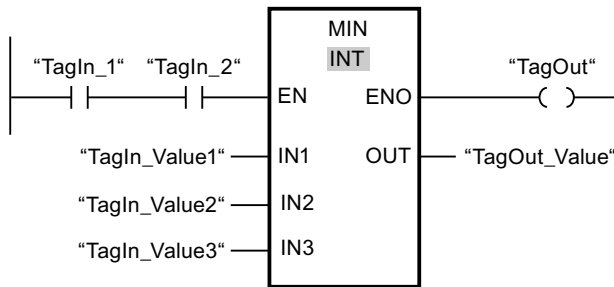 MIN
INT
“TagIn_1“ “TagIn_2“ “TagOut“
EN ENO
“TagIn_Value1“ IN1 OUT “TagOut_Value“
“TagIn_Value2“ IN2
“TagIn_Value3“ IN3